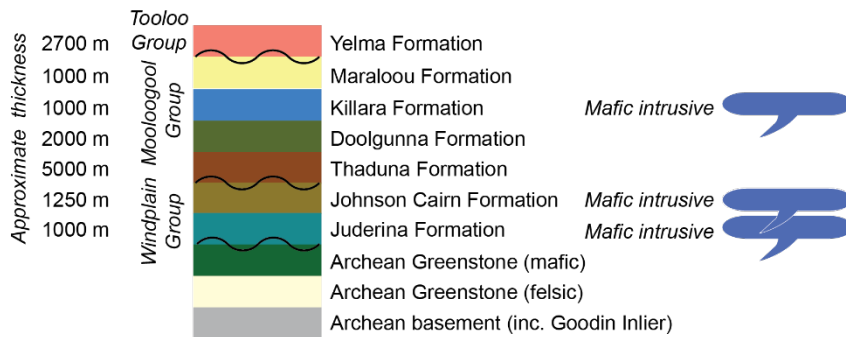 Approximate thickness
Tooloo
Group
2700 m Yelma Formation
Mooloogool
Group
1000 m Maraloou Formation
1000 m Killara Formation Mafic intrusive
2000 m Doolgunna Formation
5000 m Thaduna Formation
Windplain
Group
1250 m Johnson Cairn Formation Mafic intrusive
1000 m Juderina Formation Mafic intrusive
Archean Greenstone (mafic)
Archean Greenstone (felsic)
Archean basement (inc. Goodin Inlier)